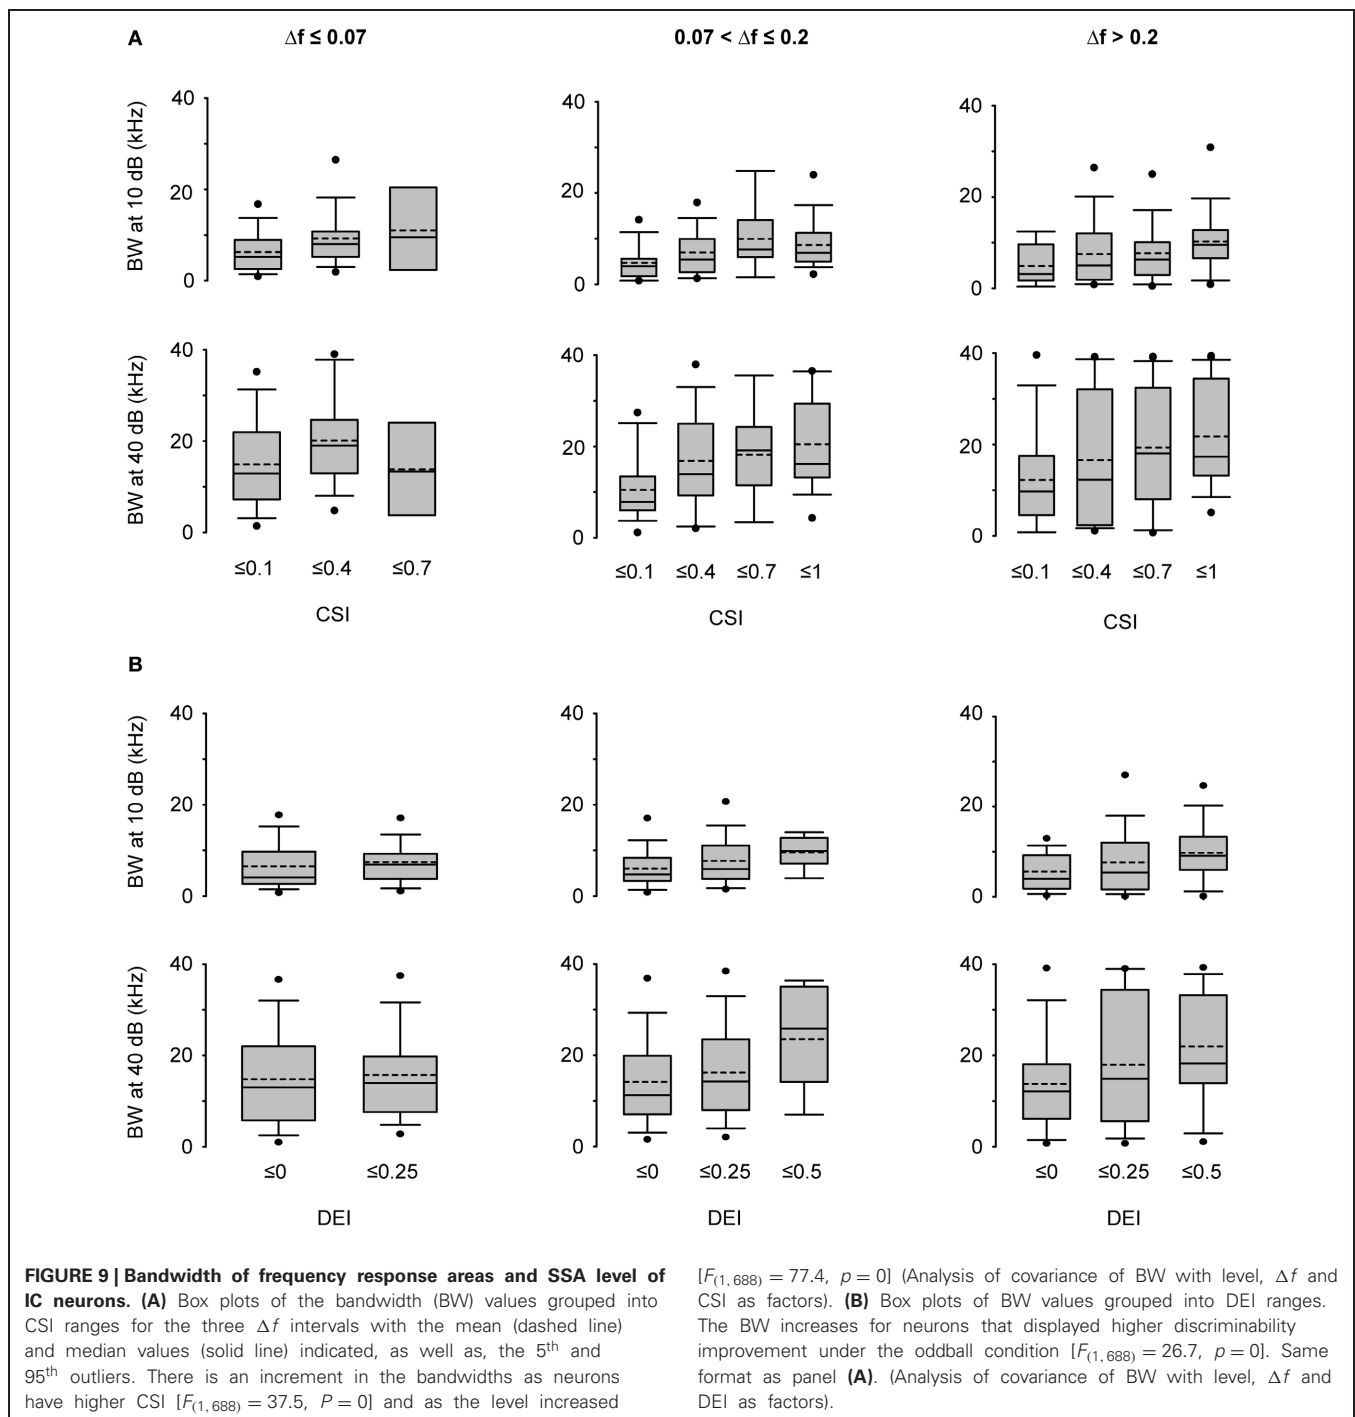 A Δf ≤ 0.07 0.07 < Δf ≤ 0.2 Δf > 0.2
BW at 10 dB (kHz)
40 40 40
20 20 20
0 0 0
BW at 40 dB (kHz)
40 40 40
20 20 20
0 0 0
≤0.1 ≤0.4 ≤0.7 ≤0.1 ≤0.4 ≤0.7 ≤1 ≤0.1 ≤0.4 ≤0.7 ≤1
CSI CSI CSI
B
BW at 10 dB (kHz)
40 40 40
20 20 20
0 0 0
BW at 40 dB (kHz)
40 40 40
20 20 20
0 0 0
≤0 ≤0.25 ≤0 ≤0.25 ≤0.5 ≤0 ≤0.25 ≤0.5
DEI DEI DEI
FIGURE 9 | Bandwidth of frequency response areas and SSA level of
IC neurons. (A) Box plots of the bandwidth (BW) values grouped into
CSI ranges for the three Δf intervals with the mean (dashed line)
and median values (solid line) indicated, as well as, the 5th and
95th outliers. There is an increment in the bandwidths as neurons
have higher CSI [F(1, 688) = 37.5, P = 0] and as the level increased
[F(1, 688) = 77.4, p = 0] (Analysis of covariance of BW with level, Δf and
CSI as factors). (B) Box plots of BW values grouped into DEI ranges.
The BW increases for neurons that displayed higher discriminability
improvement under the oddball condition [F(1, 688) = 26.7, p = 0]. Same
format as panel (A). (Analysis of covariance of BW with level, Δf and
DEI as factors).